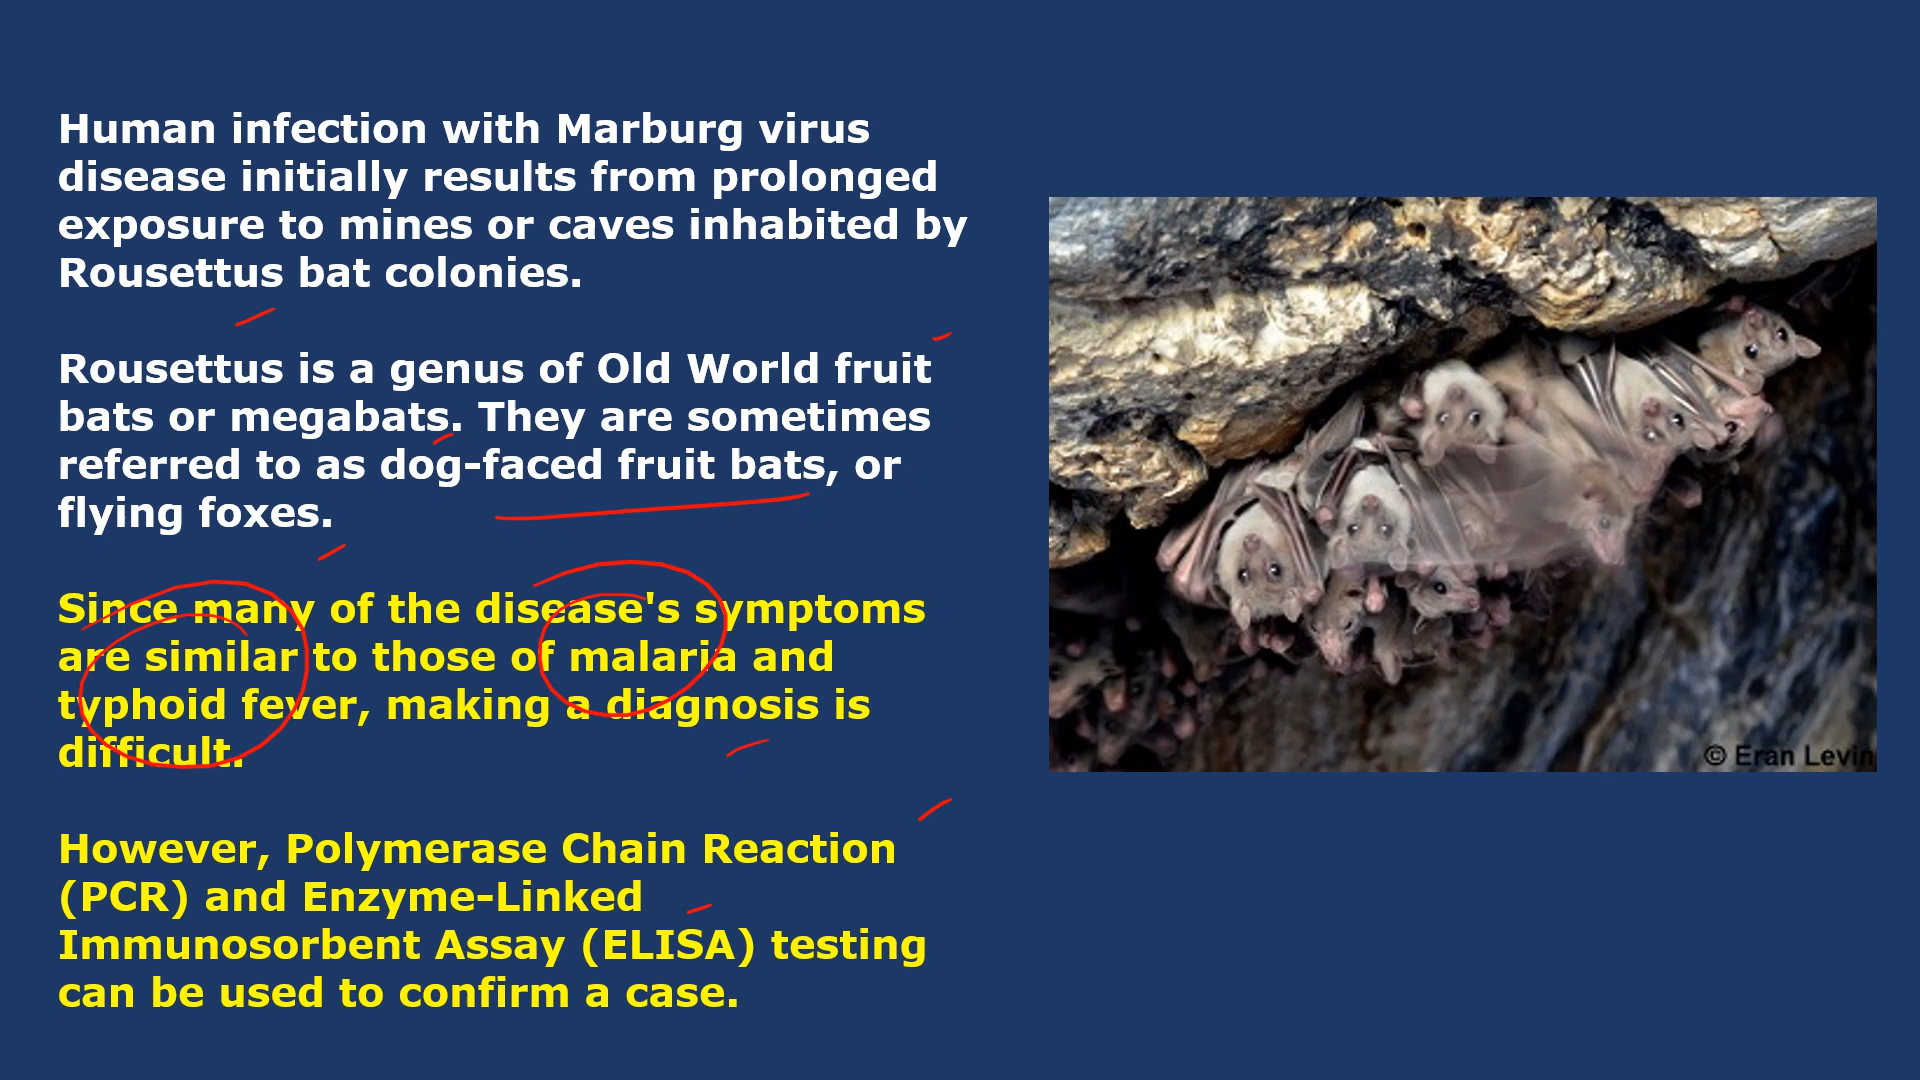 Human infection with Marburg virus
disease initially results from prolonged
exposure to mines or caves inhabited by
Rousettus bat colonies.
Rousettus is a genus of Old World fruit
bats or megabats. They are sometimes
referred to as dog-faced fruit bats, or
flying foxes.
Since many of the disease's symptoms
are similar to those of malaria and
typhoid fever, making a diagnosis is
difficult.
However, Polymerase Chain Reaction
(PCR) and Enzyme-Linked
Immunosorbent Assay (ELISA) testing
can be used to confirm a case.
© Eran Levin